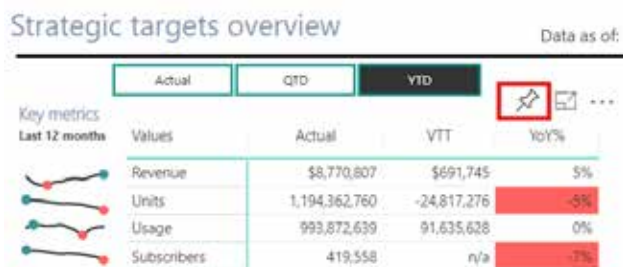 Strategic targets overview
Data as of:
Actual QTD YTD
Key metrics
Last 12 months Values Actual VTT YoY%
Revenue $8,770,807 $691,745 5%
Units 1,194,362,760 -24,817,276 -5%
Usage 993,872,639 91,635,628 0%
Subscribers 419,558 n/a -7%